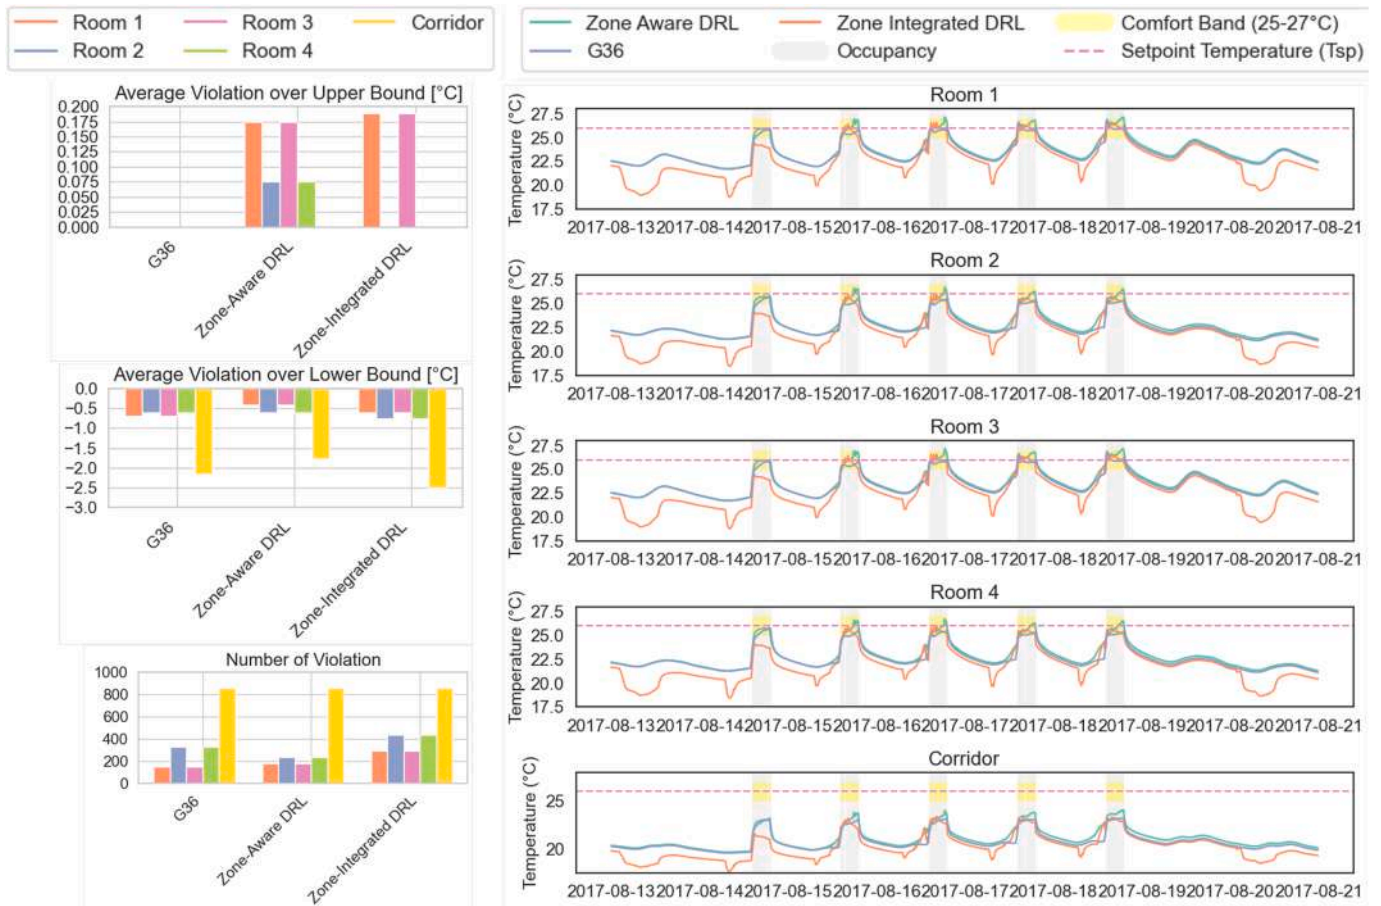 Room 1
Room 3
Corridor
Room 2
Room 4
Average Violation over Upper Bound [°C]
0.200
0.175
0.150
0.125
0.100
0.075
0.050
0.025
0.000
G36
Zone-Aware DRL
Zone-Integrated DRL
Average Violation over Lower Bound [°C]
0.0
−0.5
−1.0
−1.5
−2.0
−2.5
−3.0
G36
Zone-Aware DRL
Zone-Integrated DRL
Number of Violation
1000
800
600
400
200
0
G36
Zone-Aware DRL
Zone-Integrated DRL
Zone Aware DRL
Zone Integrated DRL
Comfort Band (25-27°C)
G36
Occupancy
Setpoint Temperature (Tsp)
Room 1
Temperature (°C)
27.5
25.0
22.5
20.0
17.5
2017-08-13 2017-08-14 2017-08-15 2017-08-16 2017-08-17 2017-08-18 2017-08-19 2017-08-20 2017-08-21
Room 2
Temperature (°C)
27.5
25.0
22.5
20.0
17.5
2017-08-13 2017-08-14 2017-08-15 2017-08-16 2017-08-17 2017-08-18 2017-08-19 2017-08-20 2017-08-21
Room 3
Temperature (°C)
27.5
25.0
22.5
20.0
17.5
2017-08-13 2017-08-14 2017-08-15 2017-08-16 2017-08-17 2017-08-18 2017-08-19 2017-08-20 2017-08-21
Room 4
Temperature (°C)
27.5
25.0
22.5
20.0
17.5
2017-08-13 2017-08-14 2017-08-15 2017-08-16 2017-08-17 2017-08-18 2017-08-19 2017-08-20 2017-08-21
Corridor
Temperature (°C)
25
20
2017-08-13 2017-08-14 2017-08-15 2017-08-16 2017-08-17 2017-08-18 2017-08-19 2017-08-20 2017-08-21